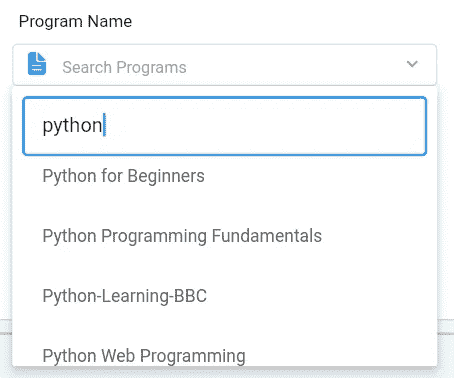 Program Name
Search Programs
python
Python for Beginners
Python Programming Fundamentals
Python-Learning-BBC
Python Web Programming